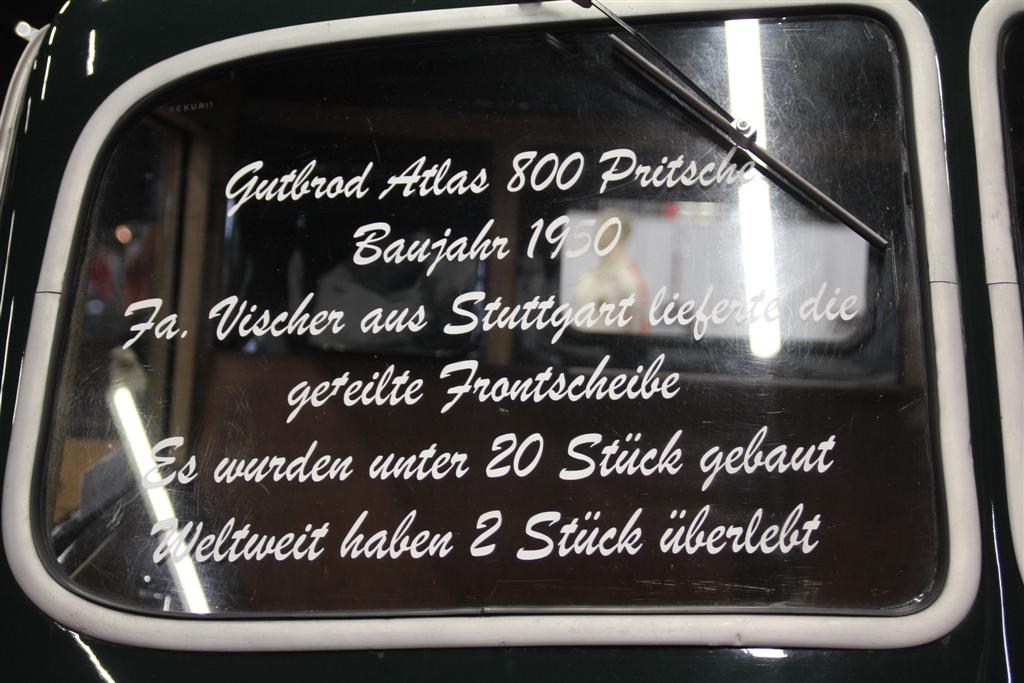 SEKURIT
Gutbrod Atlas 800 Pritsche
Baujahr 1950
Fa. Vischer aus Stuttgart lieferte die
geteilte Frontscheibe
Es wurden unter 20 Stück gebaut
Weltweit haben 2 Stück überlebt